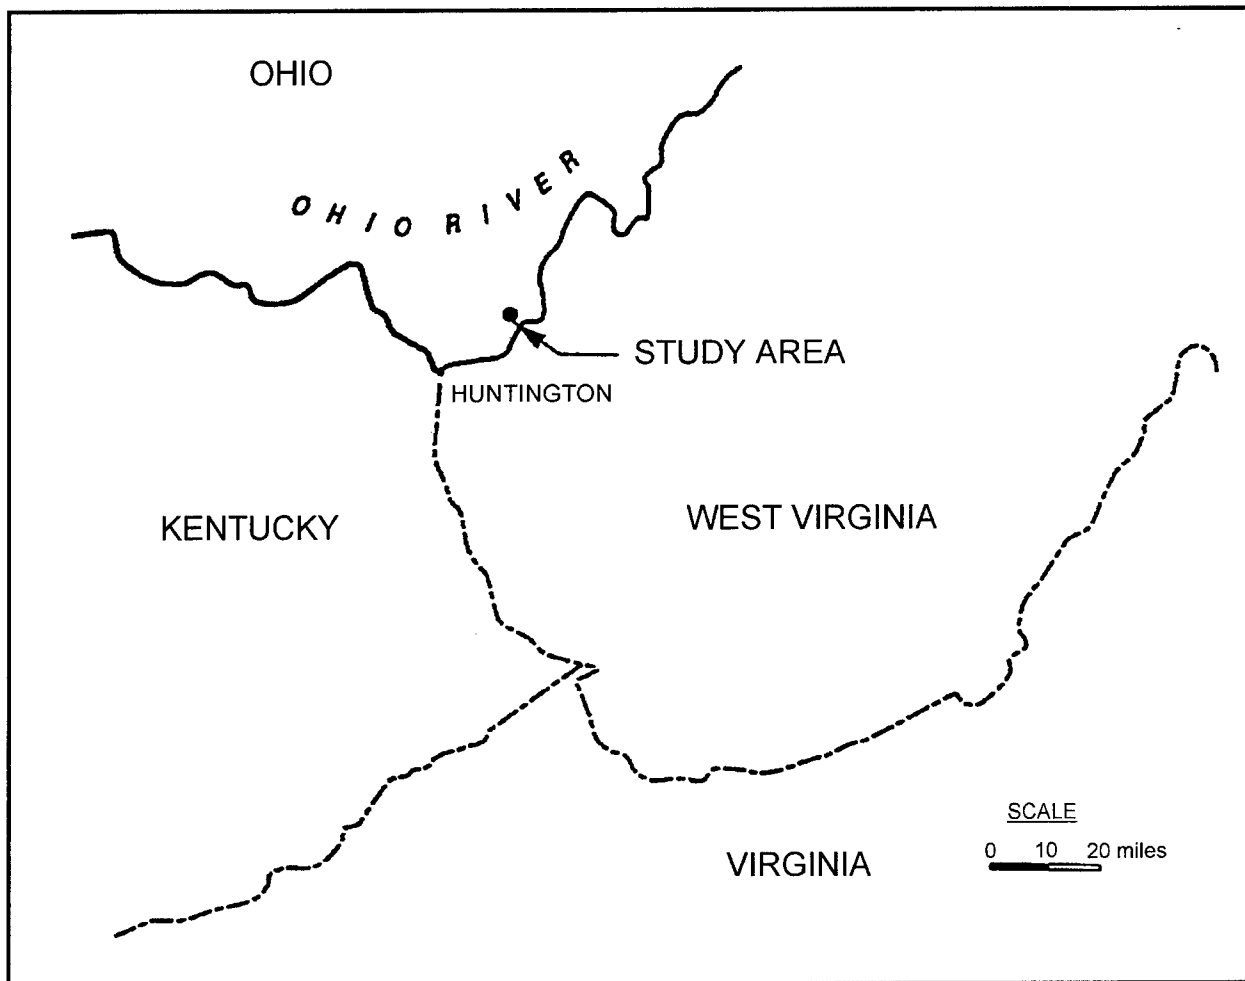 OHIO
OHIO RIVER
STUDY AREA
HUNTINGTON
KENTUCKY
WEST VIRGINIA
SCALE
0 10 20 miles
VIRGINIA